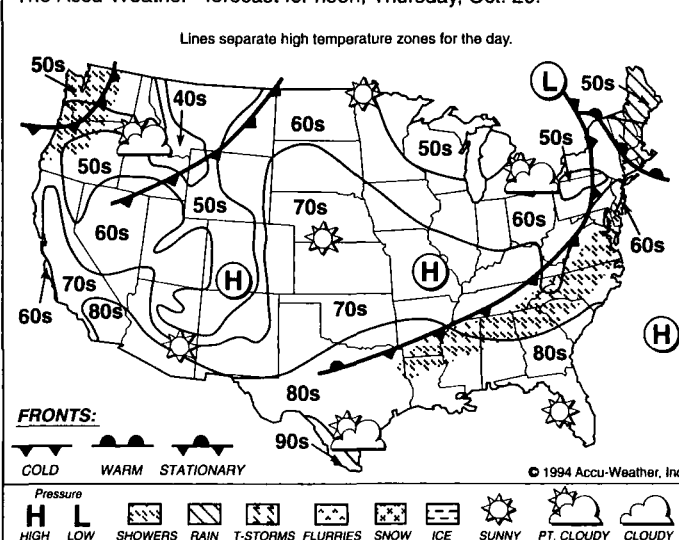 The Accu-Weather forecast for noon, Thursday, Oct. 20.
Lines separate high temperature zones for the day.
50s
40s
60s
L
50s
50s
50s
50s
50s
70s
60s
60s
60s
H
H
70s
70s
60s
80s
H
80s
80s
90s
FRONTS:
COLD WARM STATIONARY
© 1994 Accu-Weather, Inc
Pressure
H L
HIGH LOW SHOWERS RAIN T-STORMS FLURRIES SNOW ICE SUNNY PT. CLOUDY CLOUDY